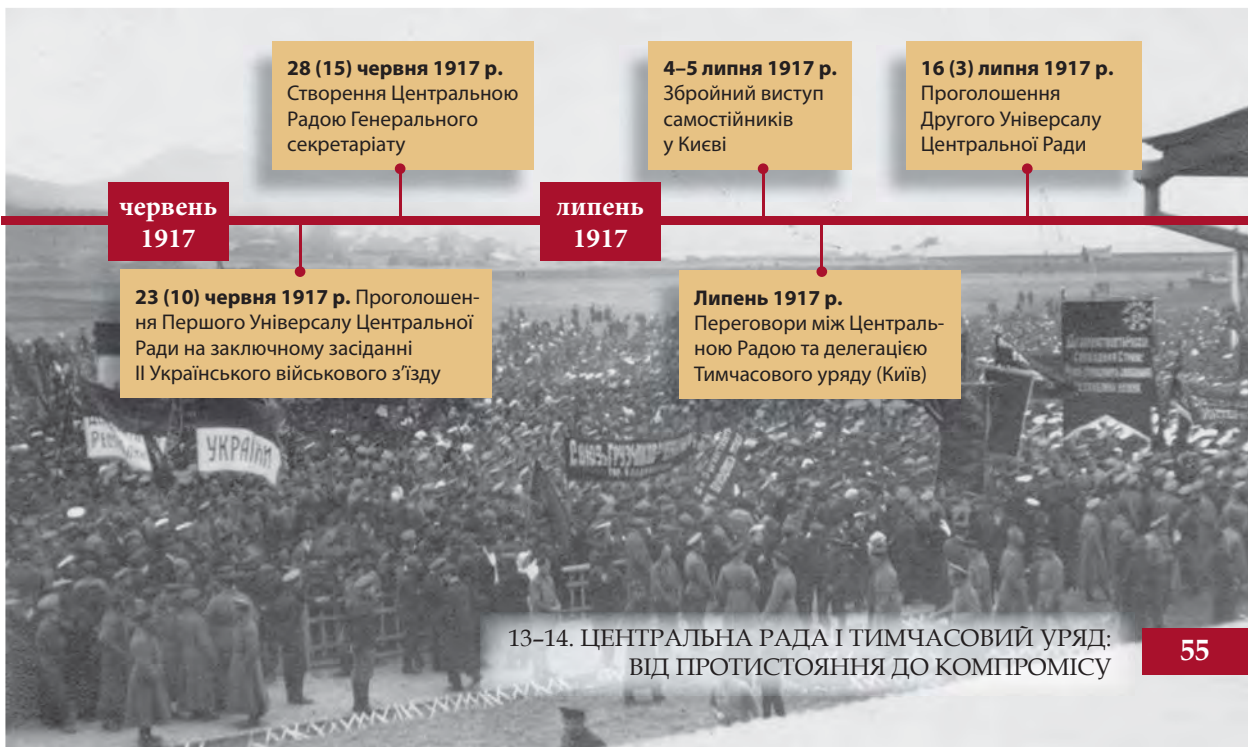 28 (15) червня 1917 р.
Створення Центральною
Радою Генерального
секретаріату
4–5 липня 1917 р.
Збройний виступ
самостійників
у Києві
16 (3) липня 1917 р.
Проголошення
Другого Універсалу
Центральної Ради
червень
1917
липень
1917
23 (10) червня 1917 р. Проголошен-
ня Першого Універсалу Центральної
Ради на заключному засіданні
ІІ Українського військового з’їзду
Липень 1917 р.
Переговори між Централь-
ною Радою та делегацією
Тимчасового уряду (Київ)
УКРАЇНИ
13–14. ЦЕНТРАЛЬНА РАДА І ТИМЧАСОВИЙ УРЯД:
ВІД ПРОТИСТОЯННЯ ДО КОМПРОМІСУ
55